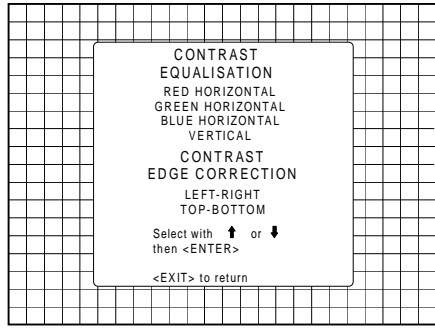 CONTRAST
EQUALISATION
RED HORIZONTAL
GREEN HORIZONTAL
BLUE HORIZONTAL
VERTICAL
CONTRAST
EDGE CORRECTION
LEFT-RIGHT
TOP-BOTTOM
Select with ⬆ or ⬇
then <ENTER>
<EXIT> to return